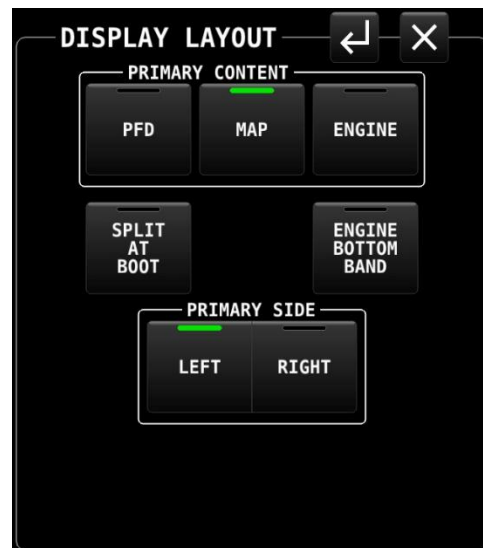 DISPLAY LAYOUT
PRIMARY CONTENT
PFD
MAP
ENGINE
SPLIT
AT
BOOT
ENGINE
BOTTOM
BAND
PRIMARY SIDE
LEFT
RIGHT